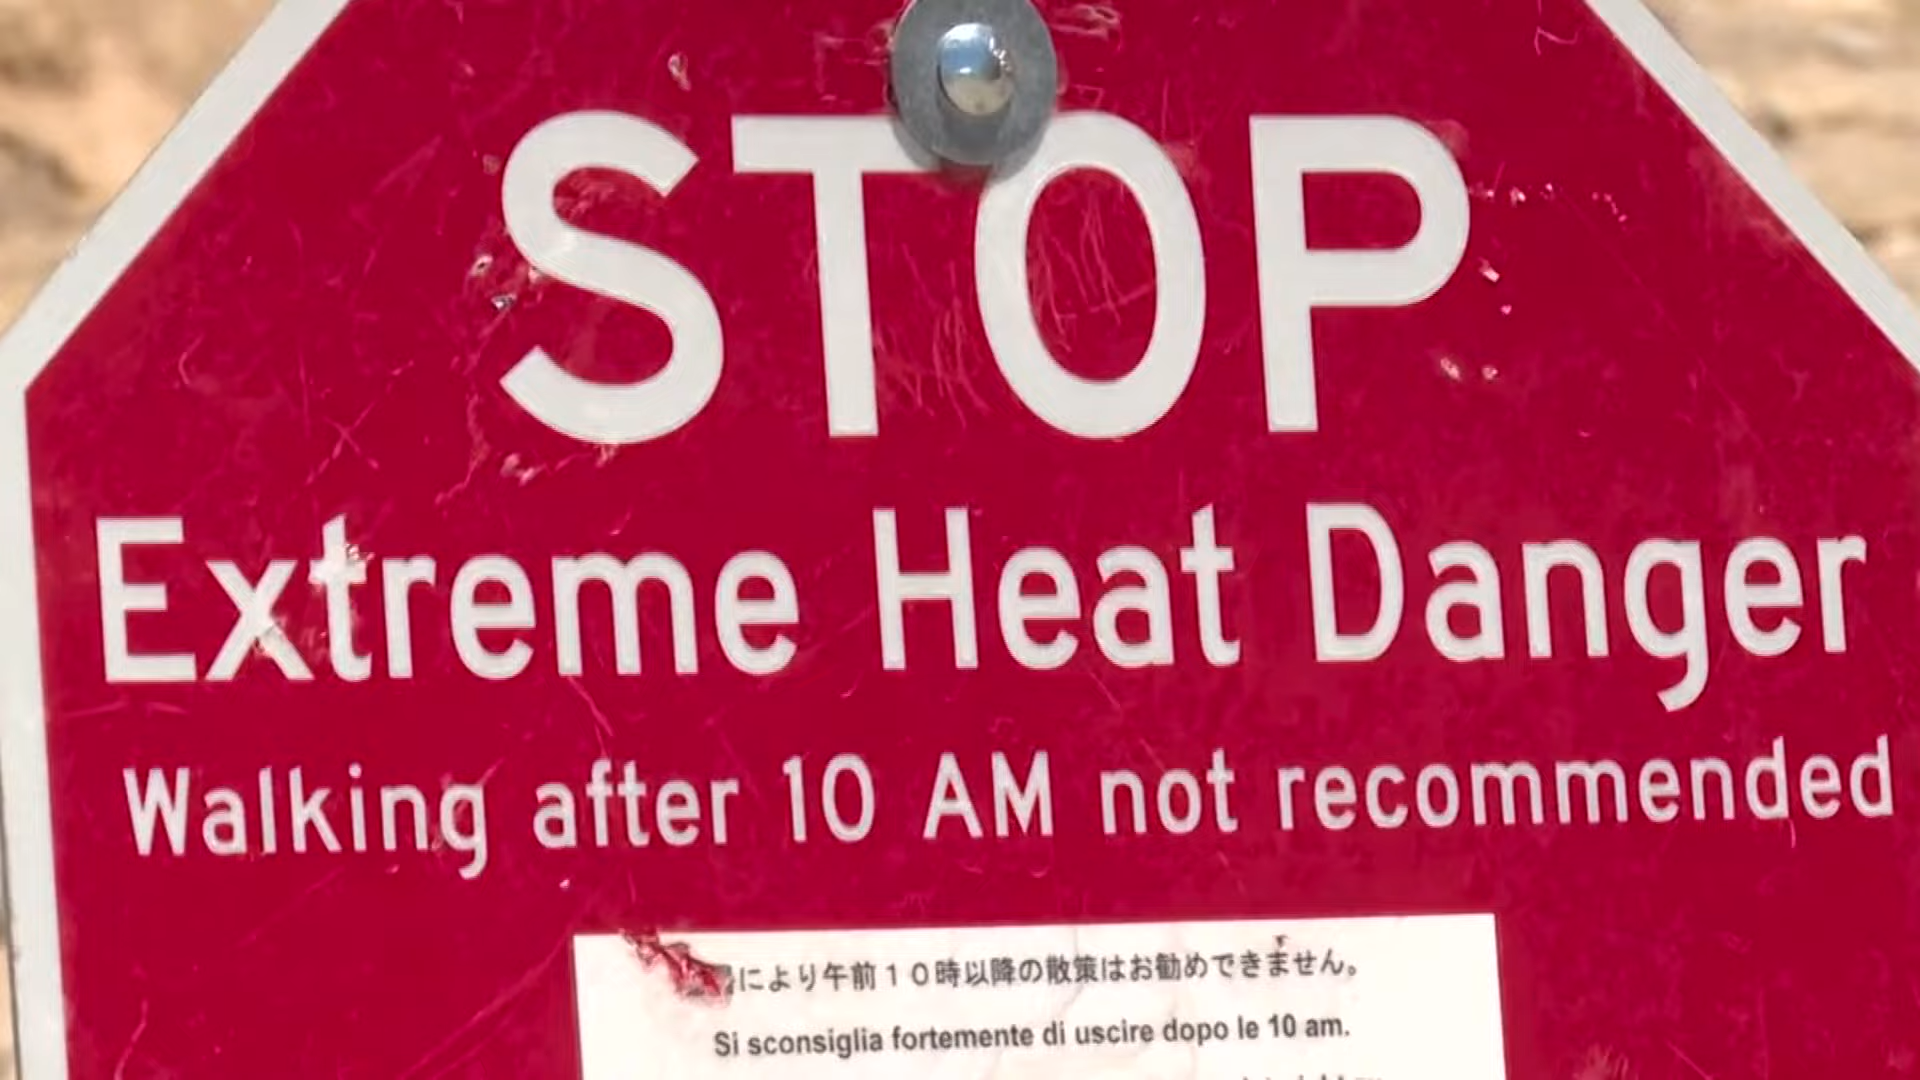 STOP
Extreme Heat Danger
Walking after 10 AM not recommended
により午前１０時以降の散策はお勧めできません。
Si sconsiglia fortemente di uscire dopo le 10 am.